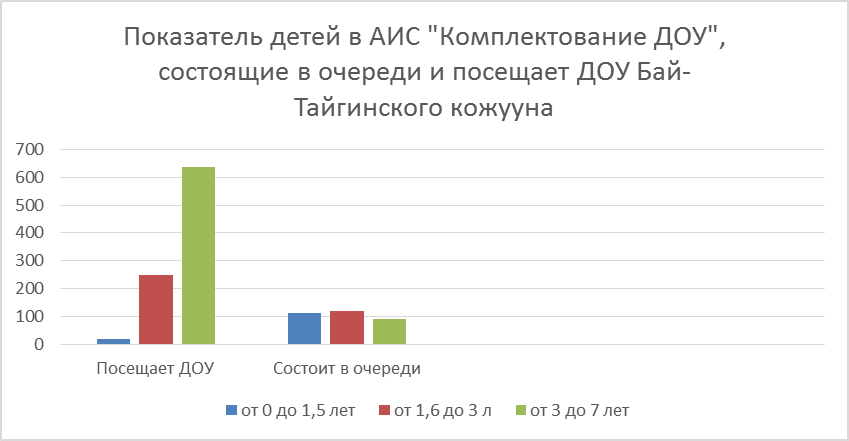 Показатель детей в АИС "Комплектование ДОУ",
состоящие в очереди и посещает ДОУ Бай-
Тайгинского кожууна
700
600
500
400
300
200
100
0
Посещает ДОУ
Состоит в очереди
от 0 до 1,5 лет
от 1,6 до 3 л
от 3 до 7 лет